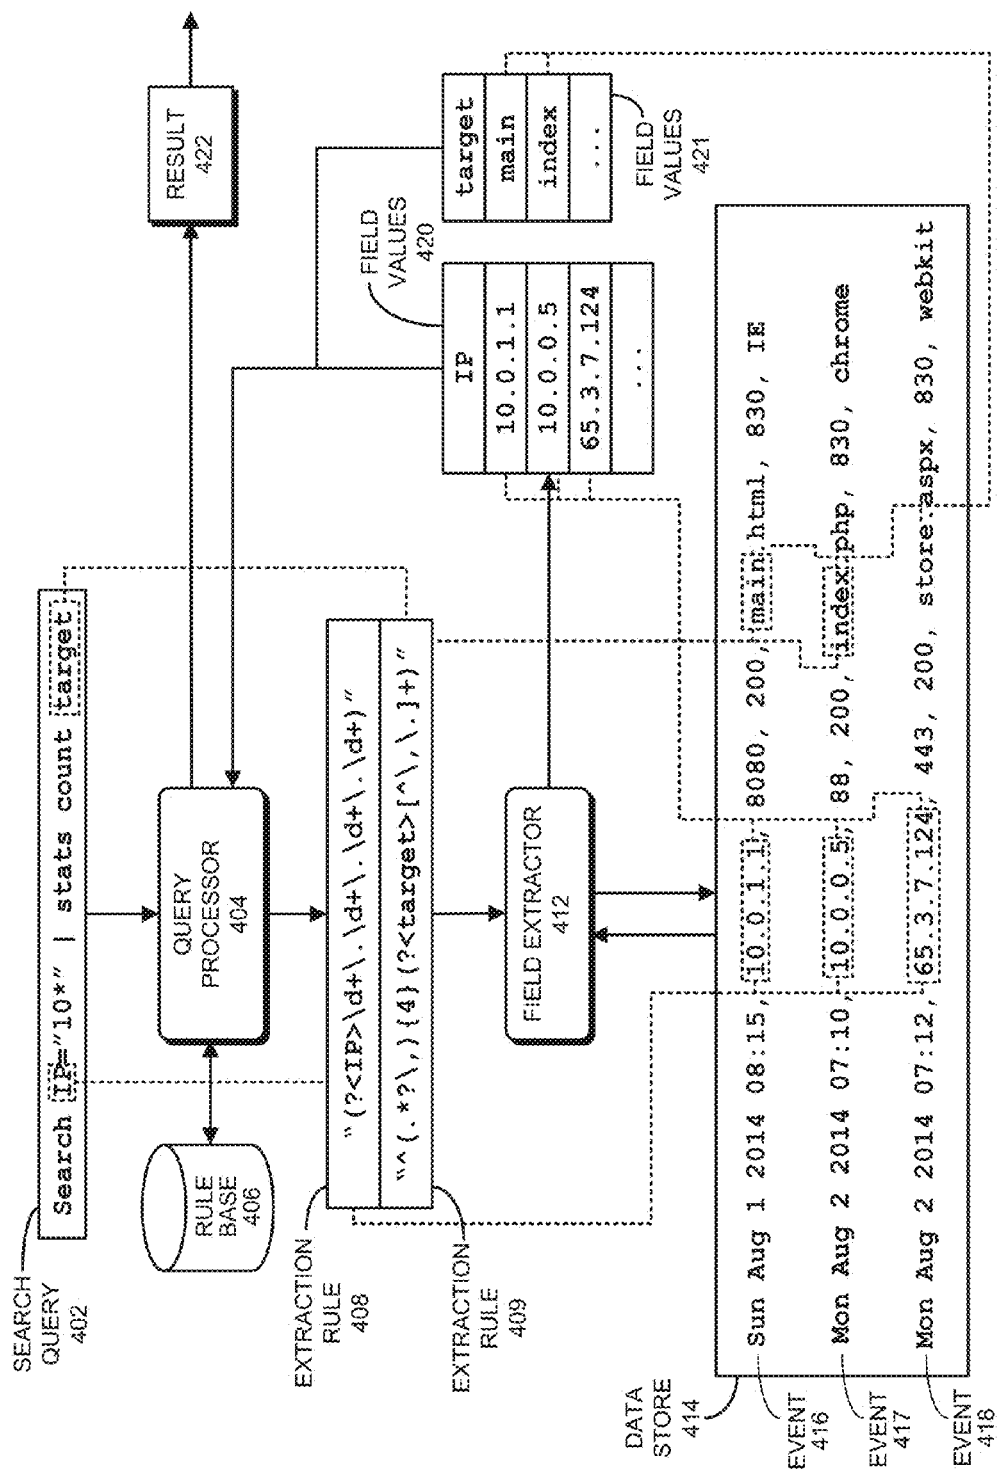 SEARCH
QUERY
402
Search IP="10*" | stats count target
RULE
BASE
406
QUERY
PROCESSOR
404
RESULT
422
EXTRACTION
RULE
408
"(?<IP>\d+\.\d+\.\d+\.\d+)"
"^(.*?\,){4}(?<target>[^\,\.]+)"
EXTRACTION
RULE
409
FIELD EXTRACTOR
412
FIELD
VALUES
420
IP
10.0.1.1
10.0.0.5
65.3.7.124
...
target
main
index
...
FIELD
VALUES
421
DATA
STORE
414
Sun Aug 1 2014 08:15, 10.0.1.1, 8080, 200, main.html, 830, IE
EVENT
416
Mon Aug 2 2014 07:10, 10.0.0.5, 88, 200, index.php, 830, chrome
EVENT
417
Mon Aug 2 2014 07:12, 65.3.7.124, 443, 200, store.aspx, 830, webkit
EVENT
418